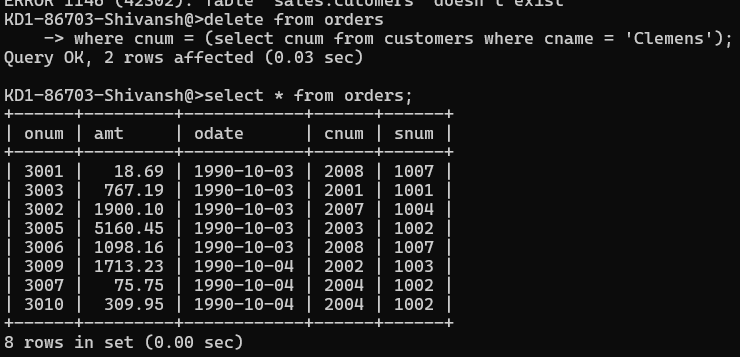 ERROR 1146 (42S02): Table 'sales.cutomers' doesn't exist
KD1-86703-Shivansh@>delete from orders
    -> where cnum = (select cnum from customers where cname = 'Clemens');
Query OK, 2 rows affected (0.03 sec)

KD1-86703-Shivansh@>select * from orders;
+------+---------+------------+------+------+
| onum | amt     | odate      | cnum | snum |
+------+---------+------------+------+------+
| 3001 |   18.69 | 1990-10-03 | 2008 | 1007 |
| 3003 |  767.19 | 1990-10-03 | 2001 | 1001 |
| 3002 | 1900.10 | 1990-10-03 | 2007 | 1004 |
| 3005 | 5160.45 | 1990-10-03 | 2003 | 1002 |
| 3006 | 1098.16 | 1990-10-03 | 2008 | 1007 |
| 3009 | 1713.23 | 1990-10-04 | 2002 | 1003 |
| 3007 |   75.75 | 1990-10-04 | 2004 | 1002 |
| 3010 |  309.95 | 1990-10-04 | 2004 | 1002 |
+------+---------+------------+------+------+
8 rows in set (0.00 sec)